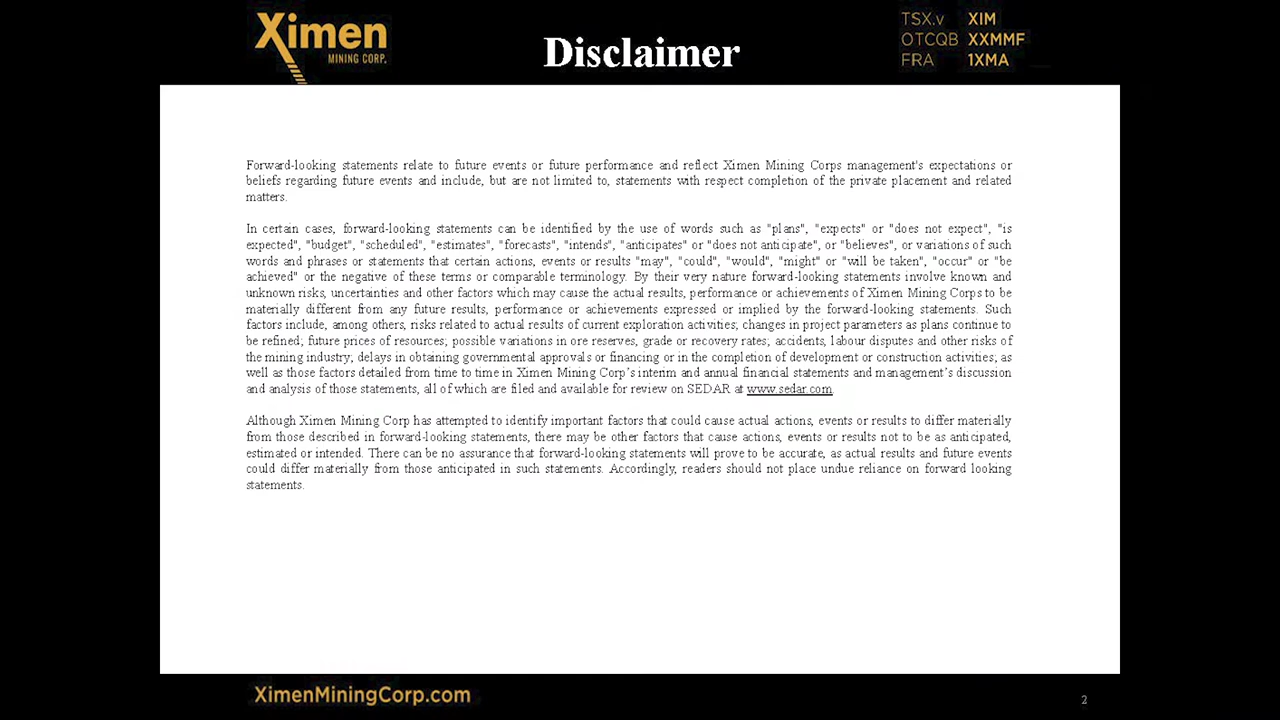 Ximen
MINING CORP.
Disclaimer
TSX.v XIM
OTCQB XXMMF
FRA 1XMA
Forward-looking statements relate to future events or future performance and reflect Ximen Mining Corps management's expectations or
beliefs regarding future events and include, but are not limited to, statements with respect completion of the private placement and related
matters.
In certain cases, forward-looking statements can be identified by the use of words such as "plans", "expects" or "does not expect", "is
expected", "budget", "scheduled", "estimates", "forecasts", "intends", "anticipates" or "does not anticipate", or "believes", or variations of such
words and phrases or statements that certain actions, events or results "may", "could", "would", "might" or "will be taken", "occur" or "be
achieved" or the negative of these terms or comparable terminology. By their very nature forward-looking statements involve known and
unknown risks, uncertainties and other factors which may cause the actual results, performance or achievements of Ximen Mining Corps to be
materially different from any future results, performance or achievements expressed or implied by the forward-looking statements. Such
factors include, among others, risks related to actual results of current exploration activities; changes in project parameters as plans continue to
be refined; future prices of resources; possible variations in ore reserves, grade or recovery rates; accidents, labour disputes and other risks of
the mining industry; delays in obtaining governmental approvals or financing or in the completion of development or construction activities; as
well as those factors detailed from time to time in Ximen Mining Corp's interim and annual financial statements and management's discussion
and analysis of those statements, all of which are filed and available for review on SEDAR at www.sedar.com.
Although Ximen Mining Corp has attempted to identify important factors that could cause actual actions, events or results to differ materially
from those described in forward-looking statements, there may be other factors that cause actions, events or results not to be as anticipated,
estimated or intended. There can be no assurance that forward-looking statements will prove to be accurate, as actual results and future events
could differ materially from those anticipated in such statements. Accordingly, readers should not place undue reliance on forward looking
statements.
XimenMiningCorp.com
2